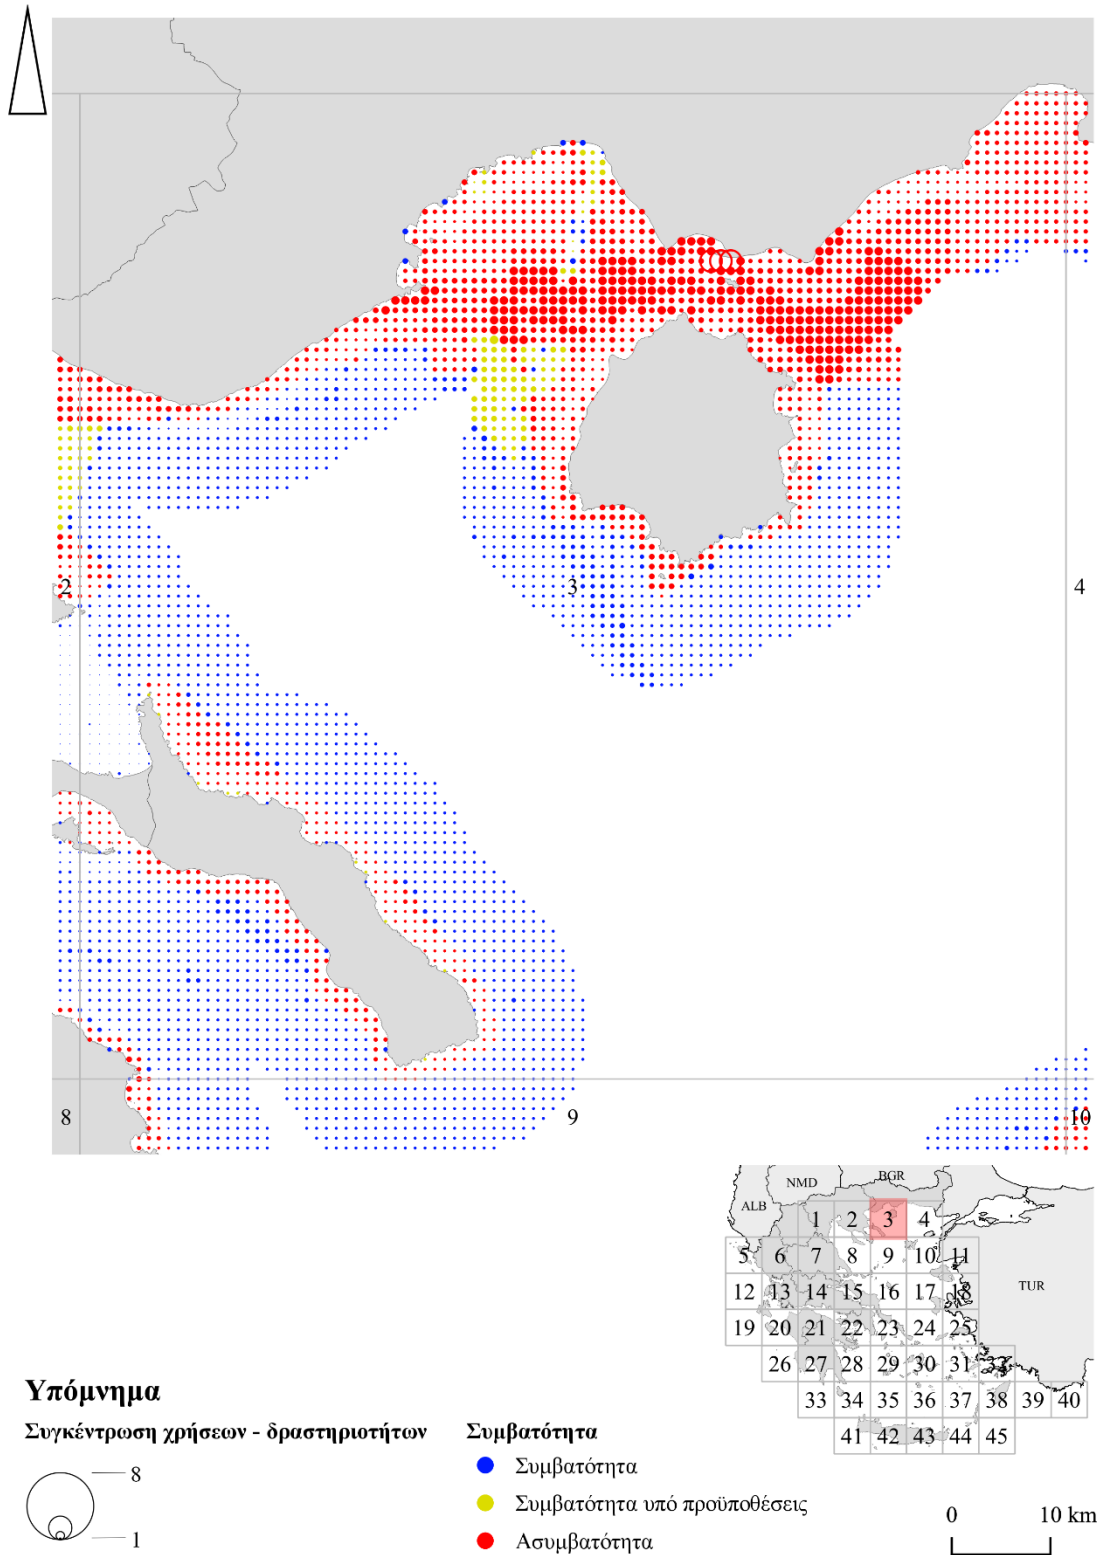 2
3
4
8
9
10
BGR
NMD
ALB
TUR
1 2 3 4
5 6 7 8 9 10 11
12 13 14 15 16 17 18
19 20 21 22 23 24 25
26 27 28 29 30 31 32
33 34 35 36 37 38 39 40
41 42 43 44 45
Υπόμνημα
Συγκέντρωση χρήσεων - δραστηριοτήτων
8
1
Συμβατότητα
Συμβατότητα
Συμβατότητα υπό προϋποθέσεις
Ασυμβατότητα
0 10 km